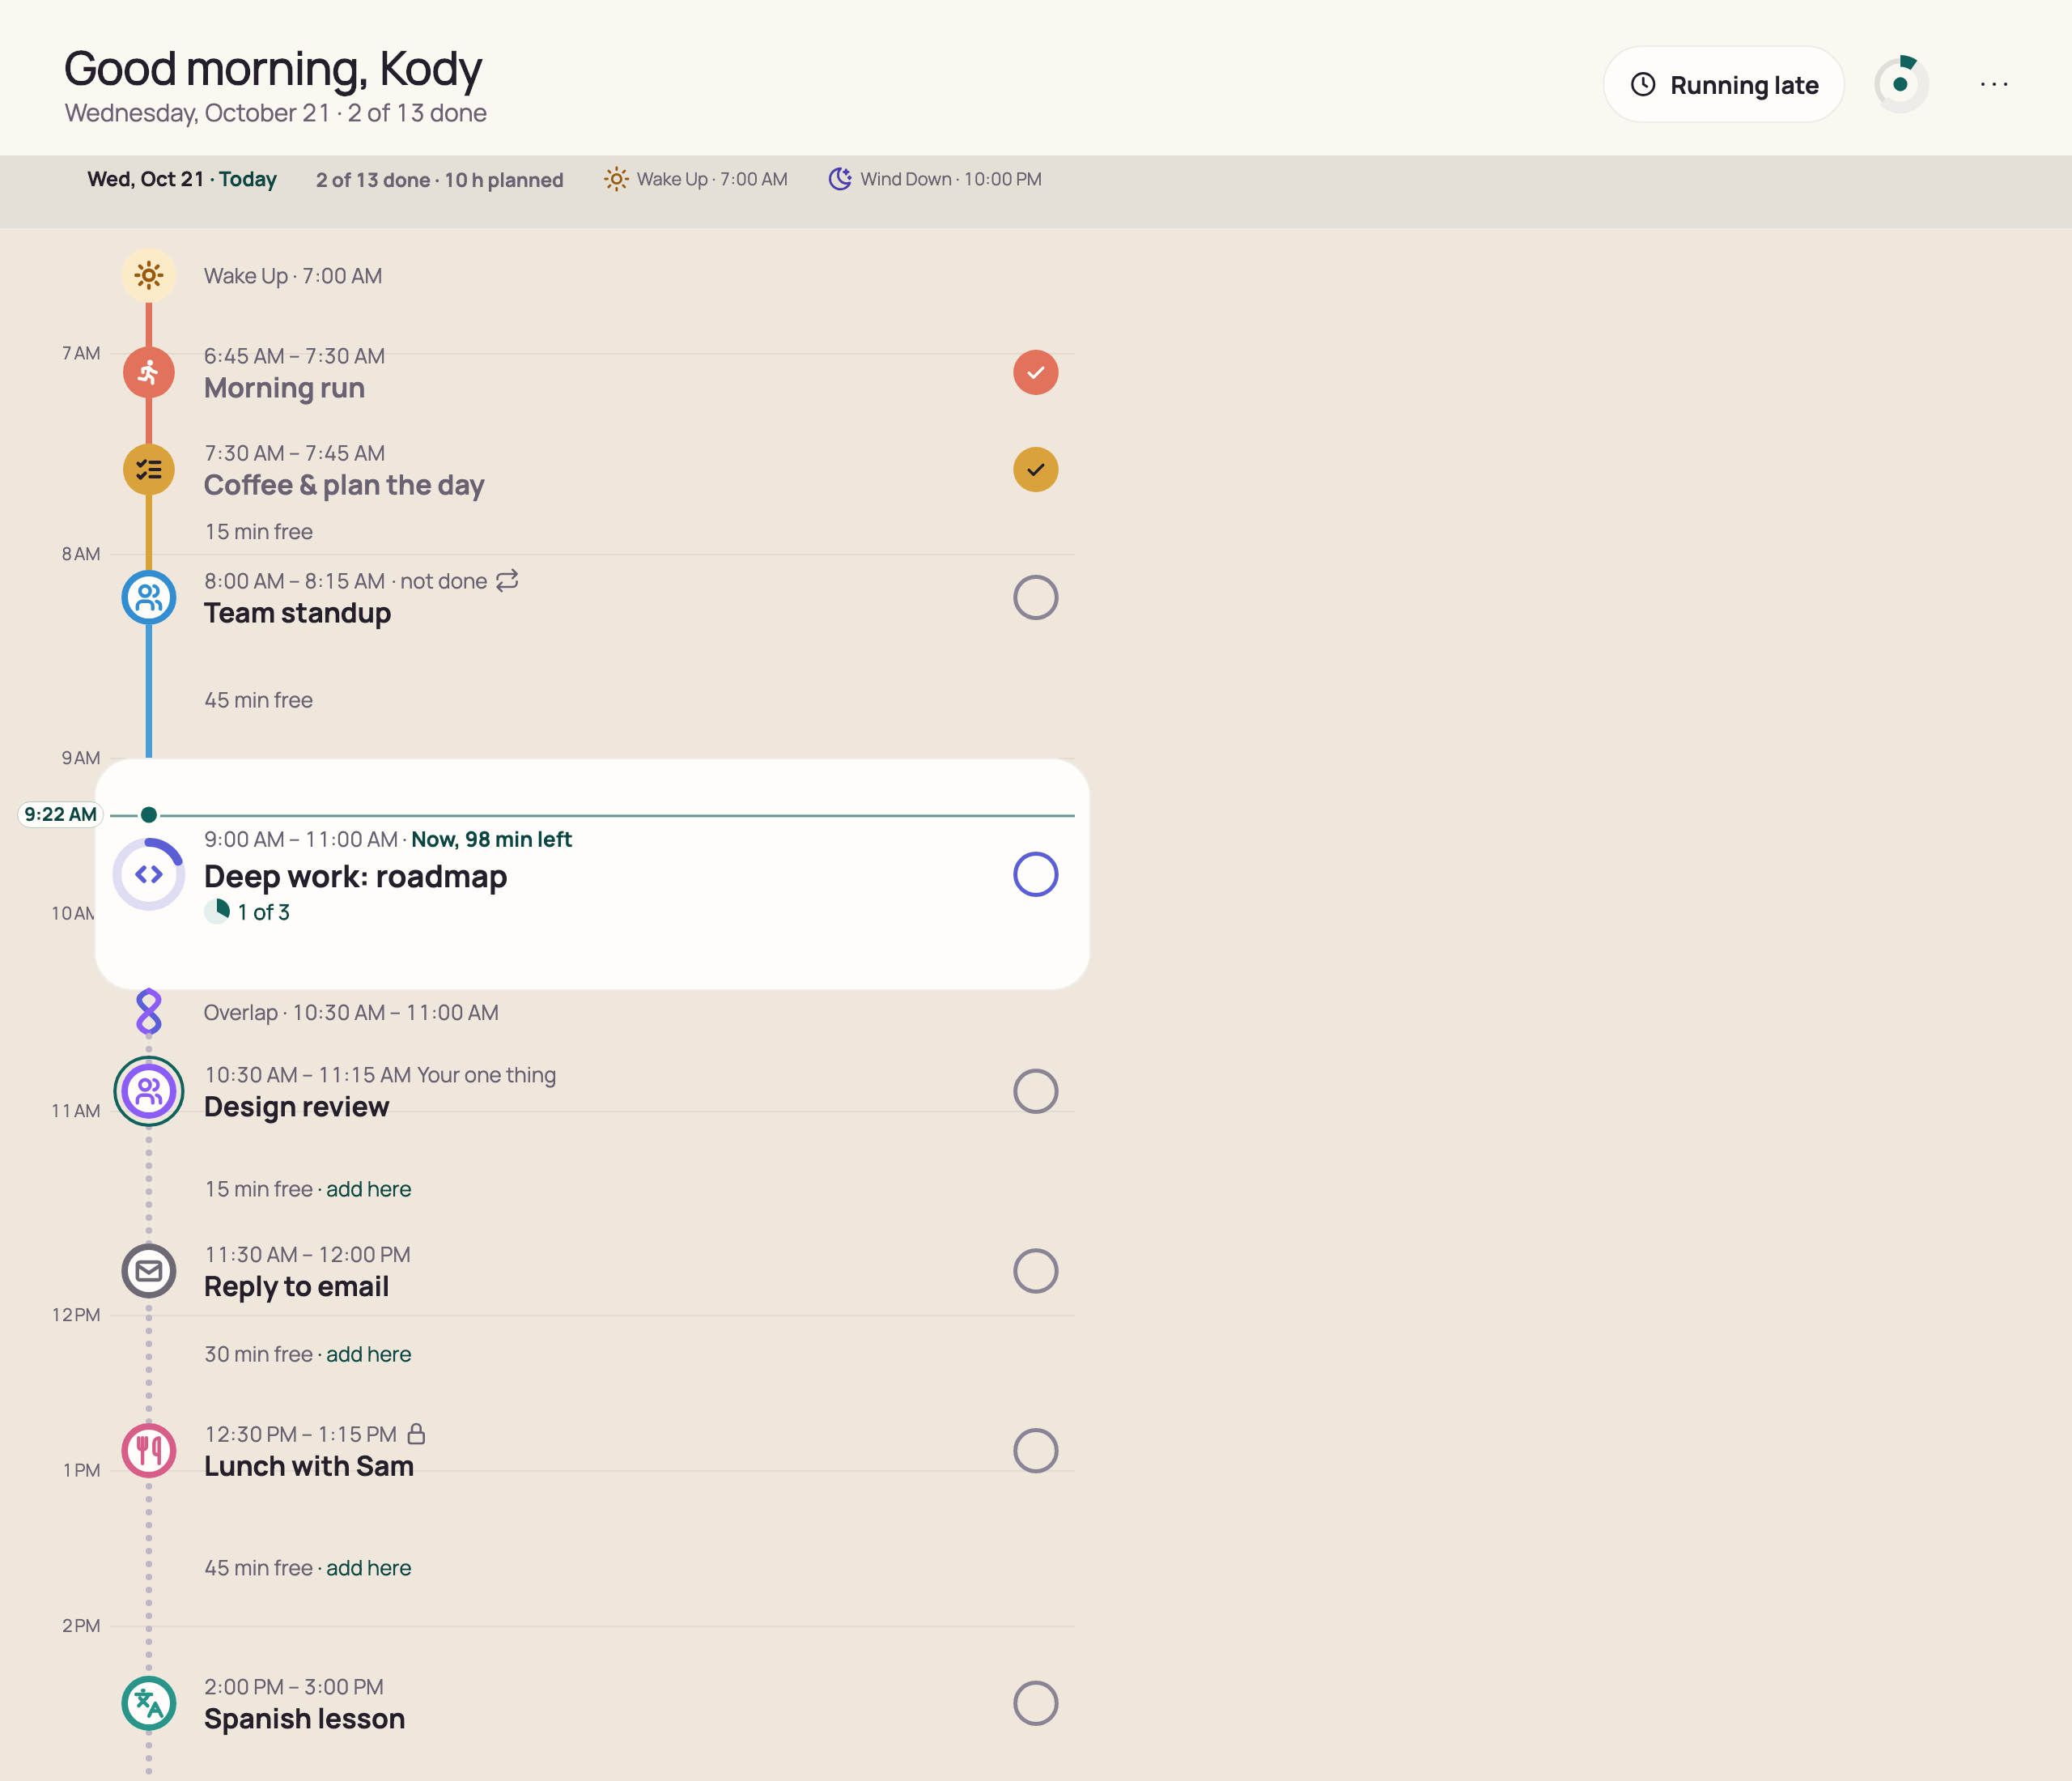 Good morning, Kody
Wednesday, October 21 · 2 of 13 done
Running late
Wed, Oct 21 · Today 2 of 13 done · 10 h planned Wake Up · 7:00 AM Wind Down · 10:00 PM
Wake Up · 7:00 AM
7 AM
6:45 AM – 7:30 AM
Morning run
7:30 AM – 7:45 AM
Coffee & plan the day
15 min free
8 AM
8:00 AM – 8:15 AM · not done
Team standup
45 min free
9 AM
9:22 AM
9:00 AM – 11:00 AM · Now, 98 min left
Deep work: roadmap
1 of 3
10 AM
Overlap · 10:30 AM – 11:00 AM
10:30 AM – 11:15 AM Your one thing
Design review
11 AM
15 min free · add here
11:30 AM – 12:00 PM
Reply to email
12 PM
30 min free · add here
12:30 PM – 1:15 PM
Lunch with Sam
1 PM
45 min free · add here
2 PM
2:00 PM – 3:00 PM
Spanish lesson